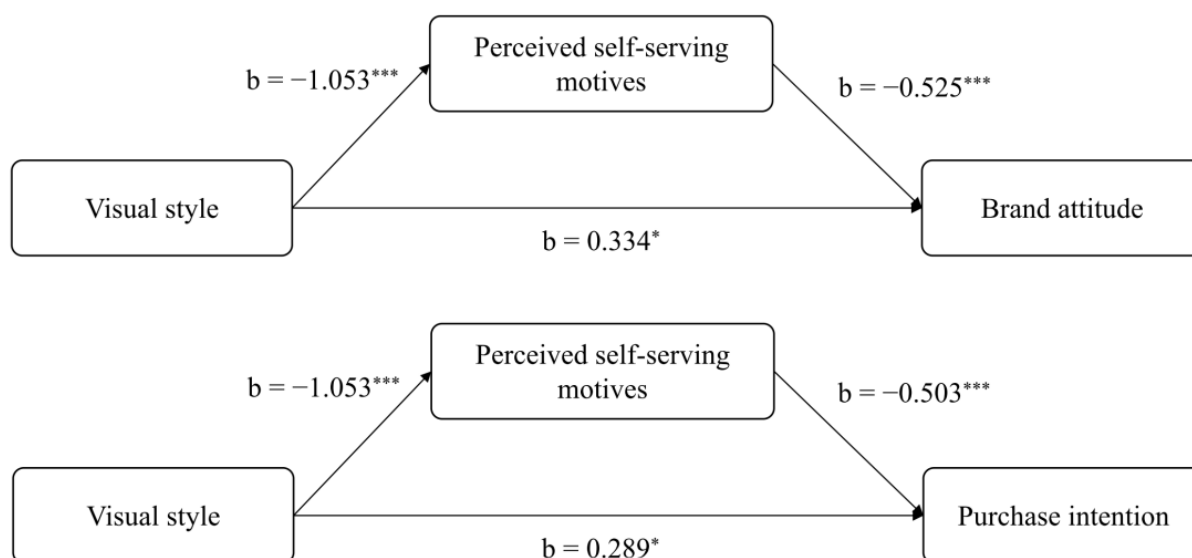 Perceived self-serving
motives
b = −1.053***
b = −0.525***
Visual style
Brand attitude
b = 0.334*
Perceived self-serving
motives
b = −1.053***
b = −0.503***
Visual style
Purchase intention
b = 0.289*